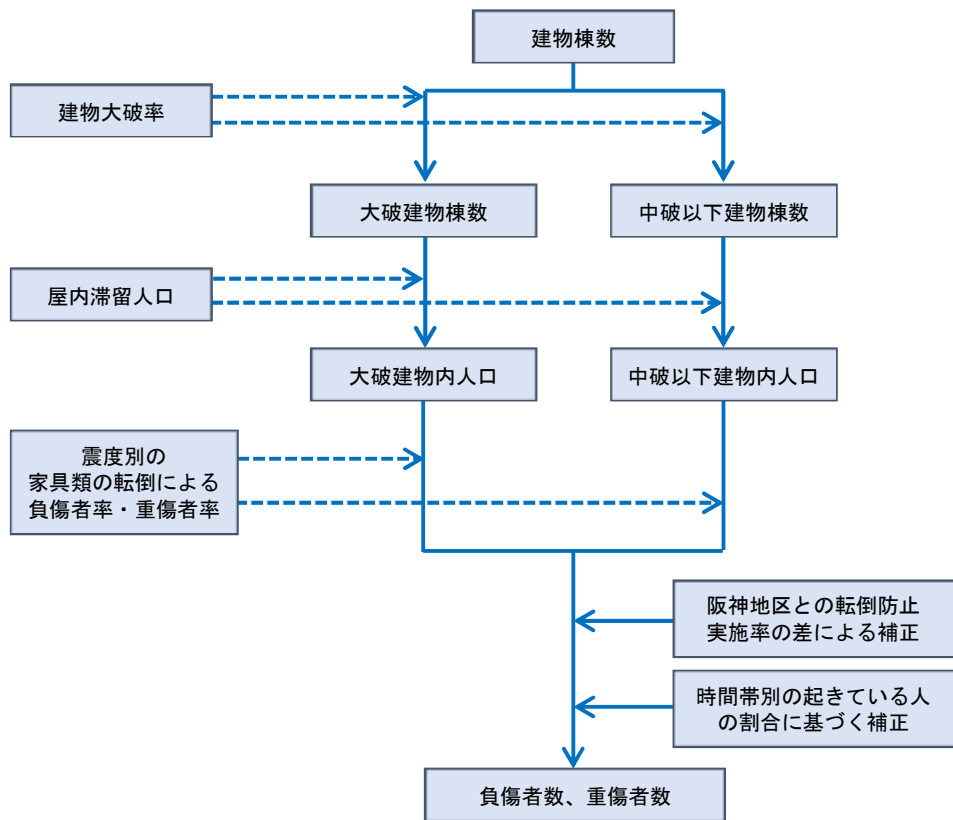 建物棟数
建物大破率
大破建物棟数
中破以下建物棟数
屋内滞留人口
大破建物内人口
中破以下建物内人口
震度別の
家具類の転倒による
負傷者率・重傷者率
阪神地区との転倒防止
実施率の差による補正
時間帯別の起きている人
の割合に基づく補正
負傷者数、重傷者数